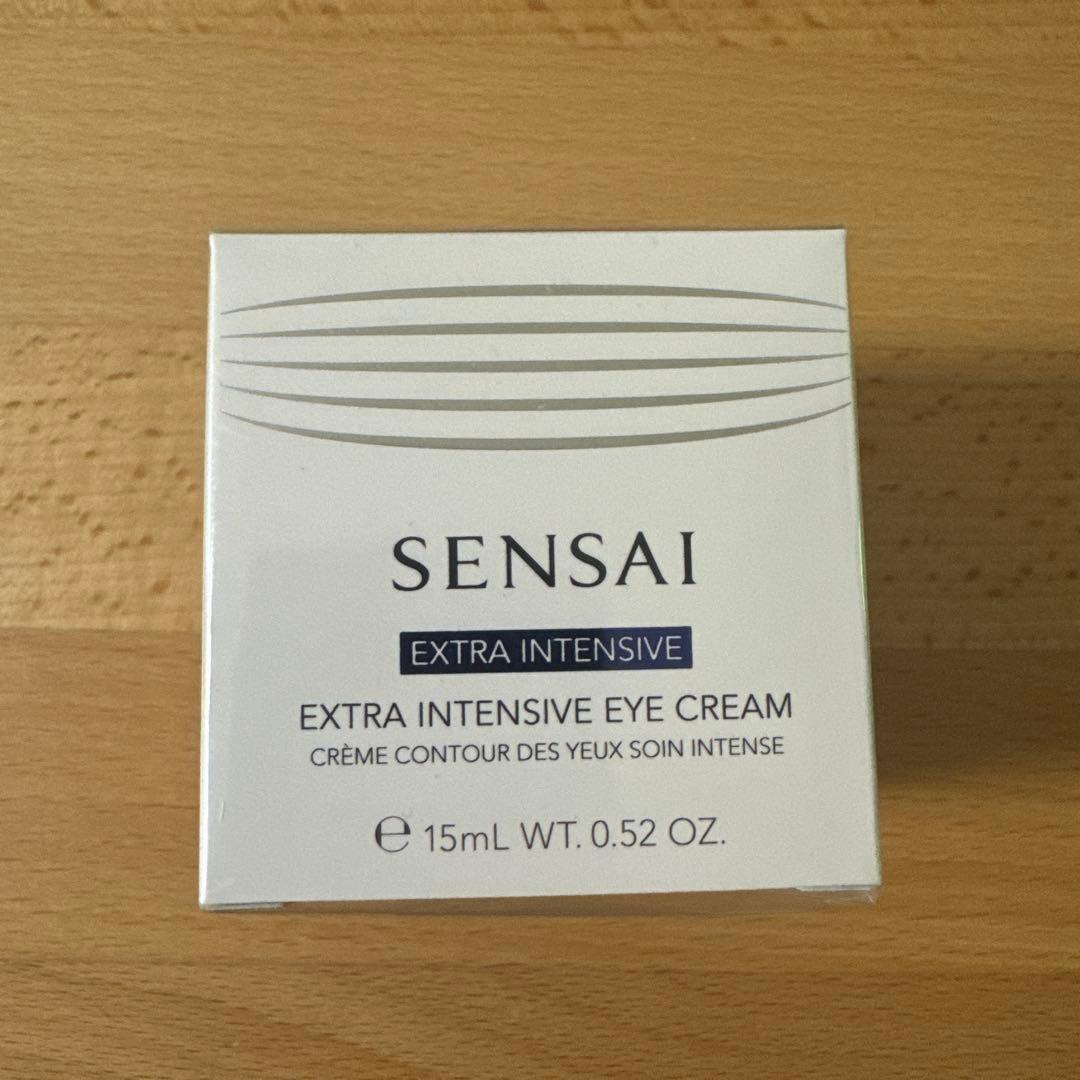 SENSAI
EXTRA INTENSIVE
EXTRA INTENSIVE EYE CREAM
CRÈME CONTOUR DES YEUX SOIN INTENSE
℮ 15mL WT. 0.52 OZ.